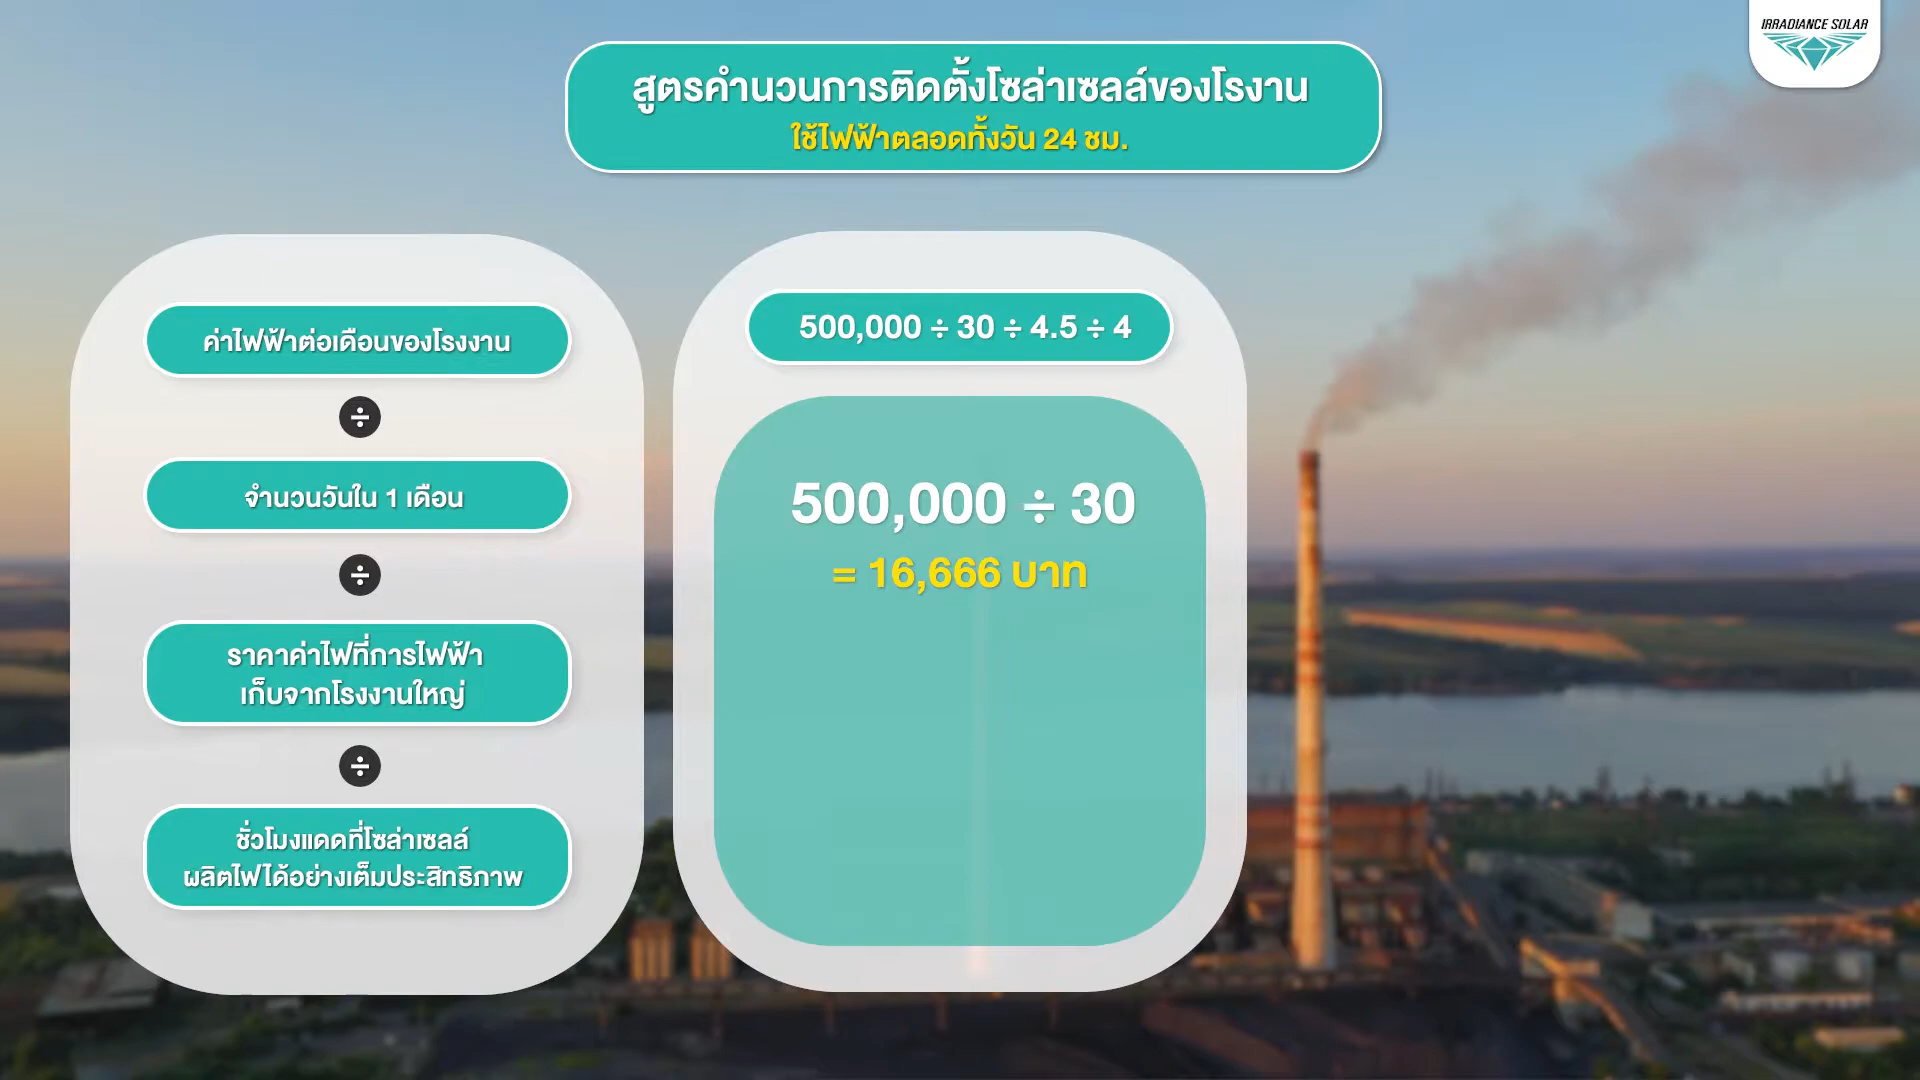 IRRADIANCE SOLAR
สูตรคำนวนการติดตั้งโซล่าเซลล์ของโรงาน
ใช้ไฟฟ้าตลอดทั้งวัน 24 ชม.
ค่าไฟฟ้าต่อเดือนของโรงงาน
÷
จำนวนวันใน 1 เดือน
÷
ราคาค่าไฟที่การไฟฟ้า
เก็บจากโรงงานใหญ่
÷
ชั่วโมงแดดที่โซล่าเซลล์
ผลิตไฟได้อย่างเต็มประสิทธิภาพ
500,000 ÷ 30 ÷ 4.5 ÷ 4
500,000 ÷ 30
= 16,666 บาท